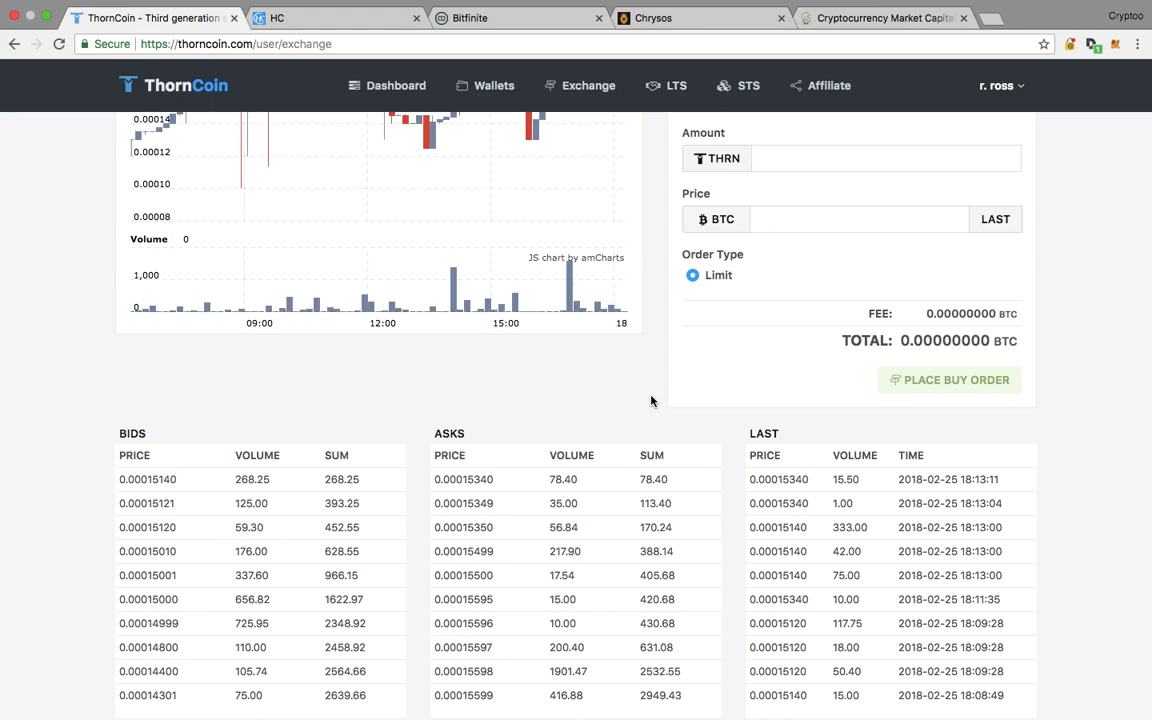 ThornCoin - Third generation
HC
Bitfinite
Chrysos
Cryptocurrency Market Capital
Cryptoo
Secure
https://thorncoin.com/user/exchange
1
ThornCoin
Dashboard
Wallets
Exchange
LTS
STS
Affiliate
r. ross
0.00014
0.00012
0.00010
0.00008
Volume 0
JS chart by amCharts
1,000
0
09:00 12:00 15:00 18
Amount
THRN
Price
BTC
LAST
Order Type
Limit
FEE: 0.00000000 BTC
TOTAL: 0.00000000 BTC
PLACE BUY ORDER
BIDS
PRICE VOLUME SUM
0.00015140 268.25 268.25
0.00015121 125.00 393.25
0.00015120 59.30 452.55
0.00015010 176.00 628.55
0.00015001 337.60 966.15
0.00015000 656.82 1622.97
0.00014999 725.95 2348.92
0.00014800 110.00 2458.92
0.00014400 105.74 2564.66
0.00014301 75.00 2639.66
ASKS
PRICE VOLUME SUM
0.00015340 78.40 78.40
0.00015349 35.00 113.40
0.00015350 56.84 170.24
0.00015499 217.90 388.14
0.00015500 17.54 405.68
0.00015595 15.00 420.68
0.00015596 10.00 430.68
0.00015597 200.40 631.08
0.00015598 1901.47 2532.55
0.00015599 416.88 2949.43
LAST
PRICE VOLUME TIME
0.00015340 15.50 2018-02-25 18:13:11
0.00015340 1.00 2018-02-25 18:13:04
0.00015140 333.00 2018-02-25 18:13:00
0.00015140 42.00 2018-02-25 18:13:00
0.00015140 75.00 2018-02-25 18:13:00
0.00015340 10.00 2018-02-25 18:11:35
0.00015120 117.75 2018-02-25 18:09:28
0.00015120 18.00 2018-02-25 18:09:28
0.00015120 50.40 2018-02-25 18:09:28
0.00015140 15.00 2018-02-25 18:08:49